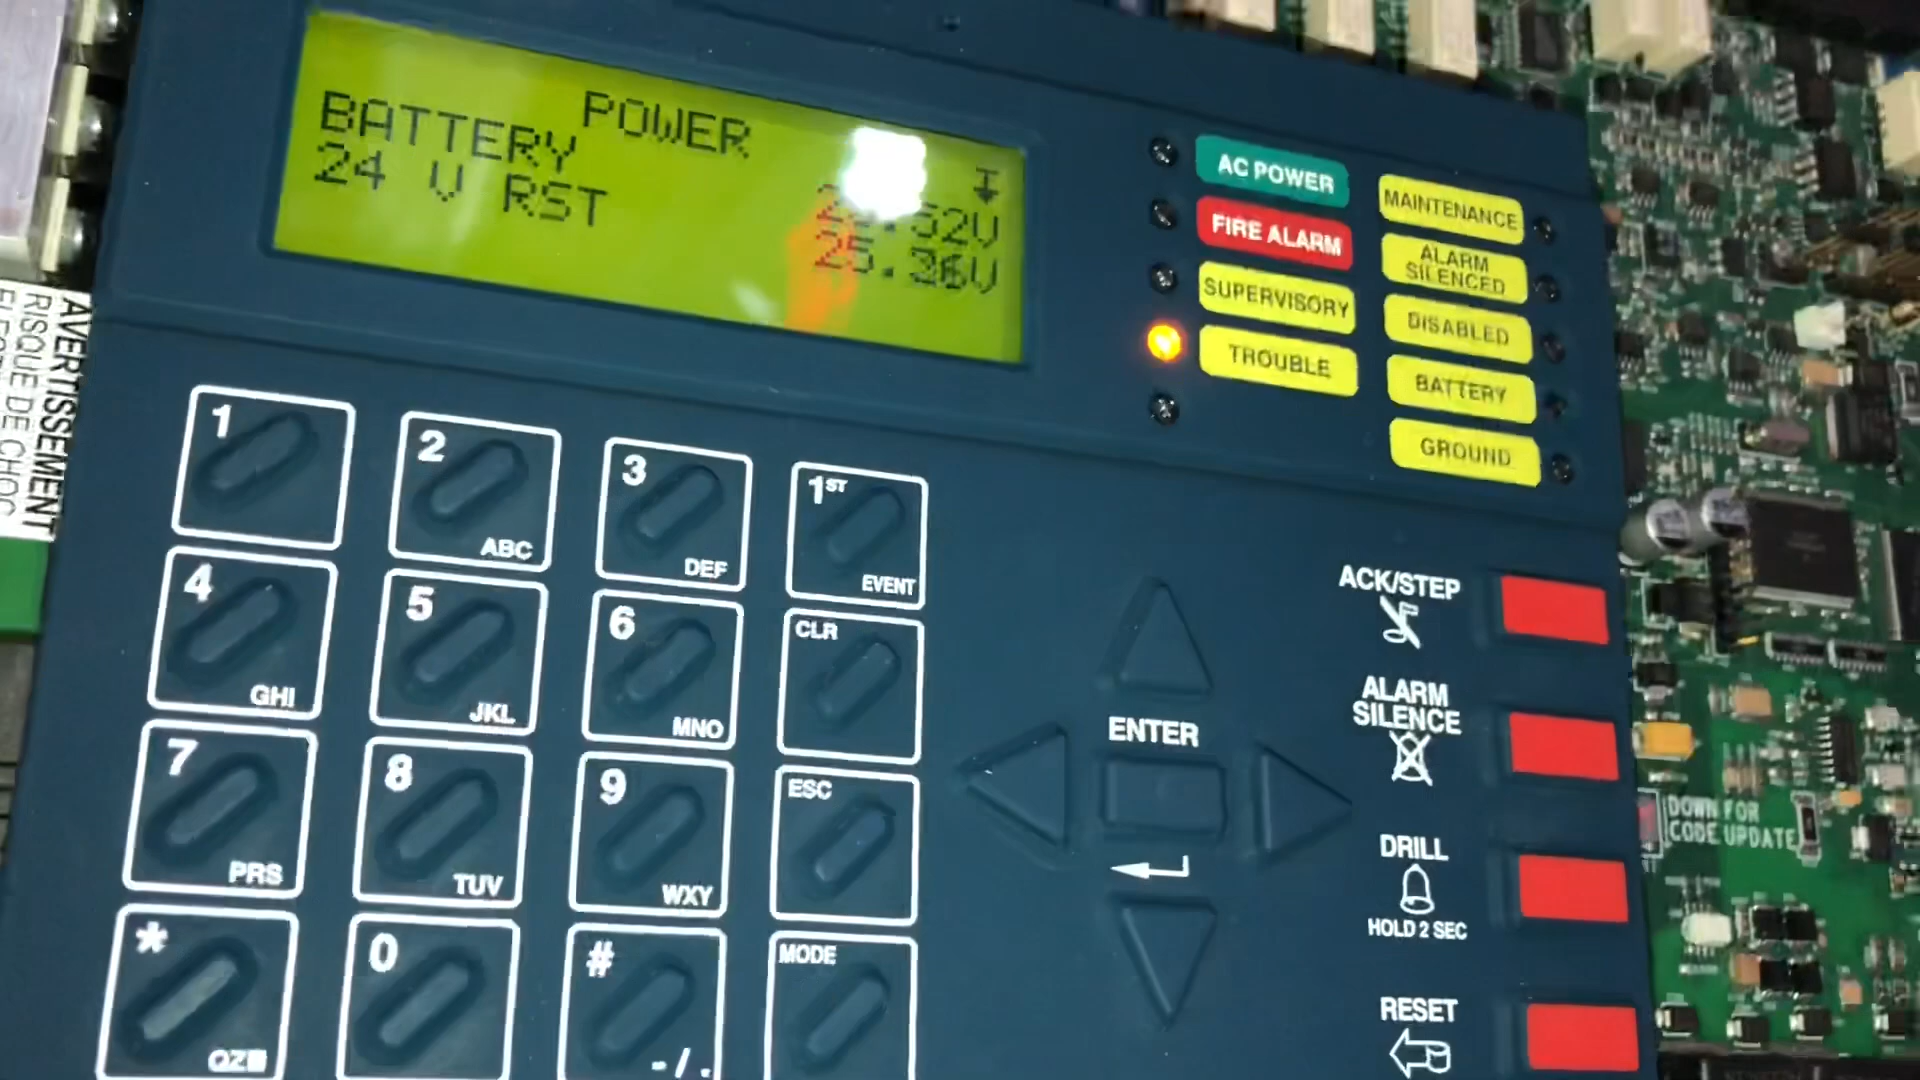 POWER
BATTERY
24 V RST
AC POWER
FIRE ALARM
SUPERVISORY
TROUBLE
MAINTENANCE
ALARM
SILENCED
DISABLED
BATTERY
GROUND
1
2
ABC
3
DEF
1ST
EVENT
4
GHI
5
JKL
6
MNO
CLR
7
PRS
8
TUV
9
WXY
ESC
*
QZ
0
#
- / .
MODE
ENTER
ACK/STEP
ALARM
SILENCE
DRILL
HOLD 2 SEC
RESET
AVERTISSEMENT
RISQUE DE CHOC
DOWN FOR
CODE UPDATE